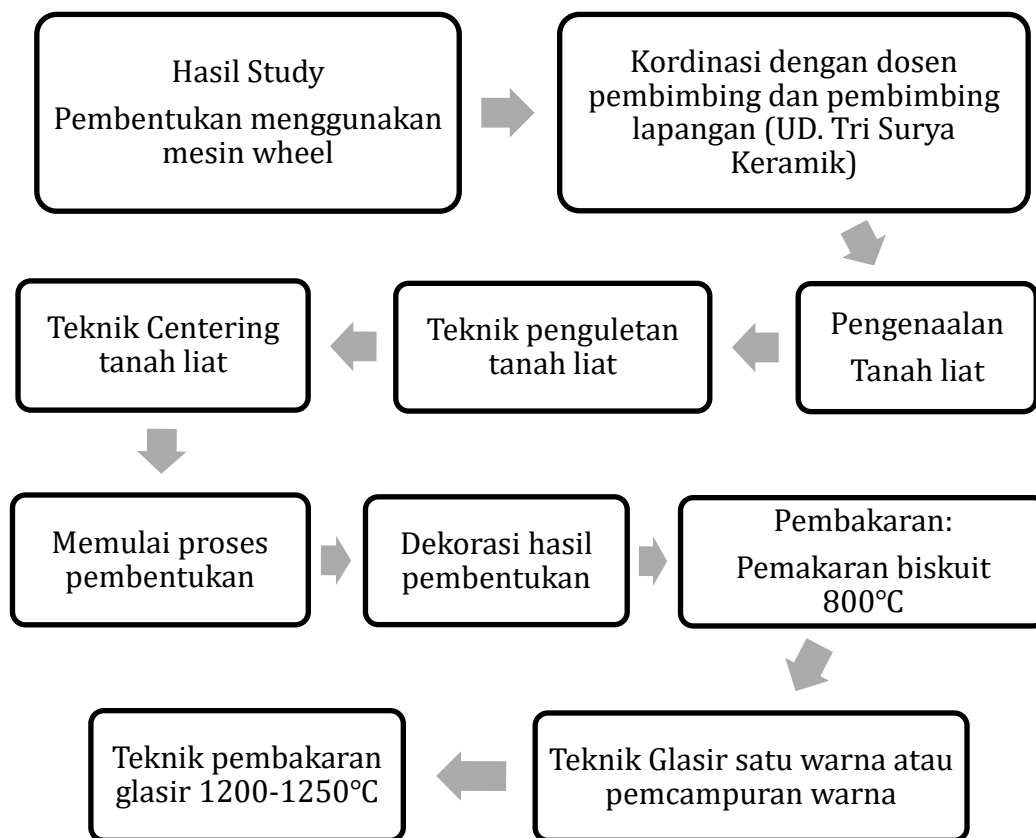 Hasil Study
Pembentukan menggunakan
mesin wheel
Kordinasi dengan dosen
pembimbing dan pembimbing
lapangan (UD. Tri Surya
Keramik)
Pengenaalan
Tanah liat
Teknik penguletan
tanah liat
Teknik Centering
tanah liat
Memulai proses
pembentukan
Dekorasi hasil
pembentukan
Pembakaran:
Pemakaran biskuit
800°C
Teknik Glasir satu warna atau
pemcampuran warna
Teknik pembakaran
glasir 1200-1250°C